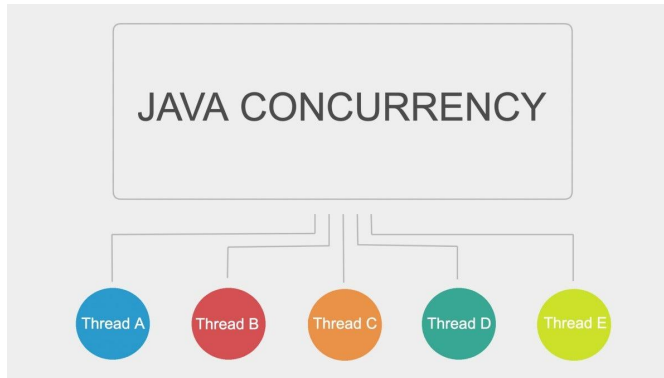 JAVA CONCURRENCY
Thread A
Thread B
Thread C
Thread D
Thread E